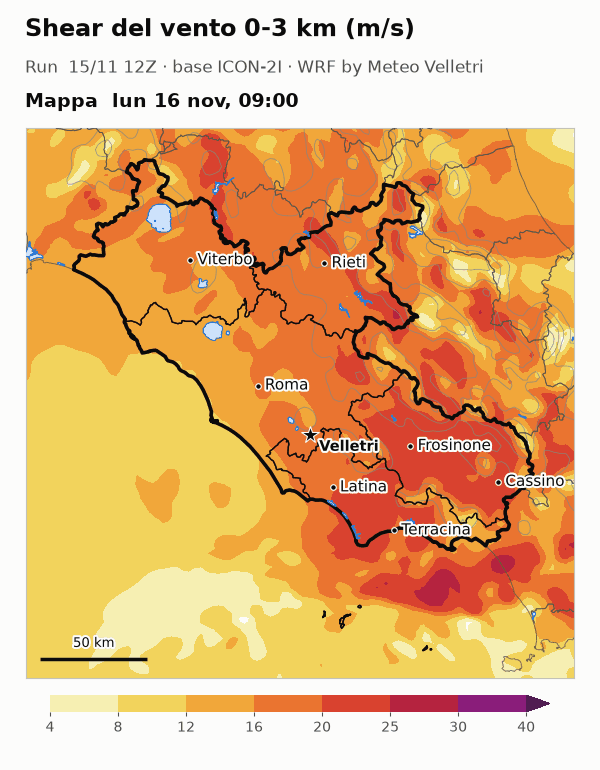 Shear del vento 0-3 km (m/s)
Run  15/11 12Z · base ICON-2I · WRF by Meteo Velletri
Mappa  lun 16 nov, 09:00
Viterbo
Rieti
Roma
Velletri
Frosinone
Latina
Cassino
Terracina
50 km
4 8 12 16 20 25 30 40